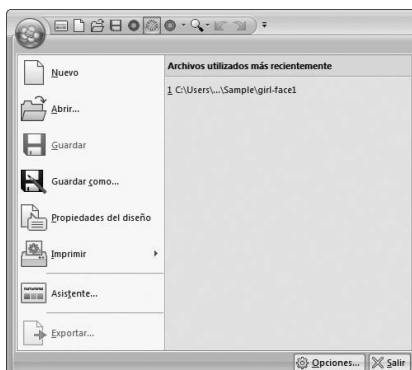 Nuevo
Abrir...
Guardar
Guardar como...
Propiedades del diseño
Imprimir
Asistente...
Exportar...
Archivos utilizados más recientemente
1 C:\Users\...\Sample\girl-face1
Opciones...
Salir